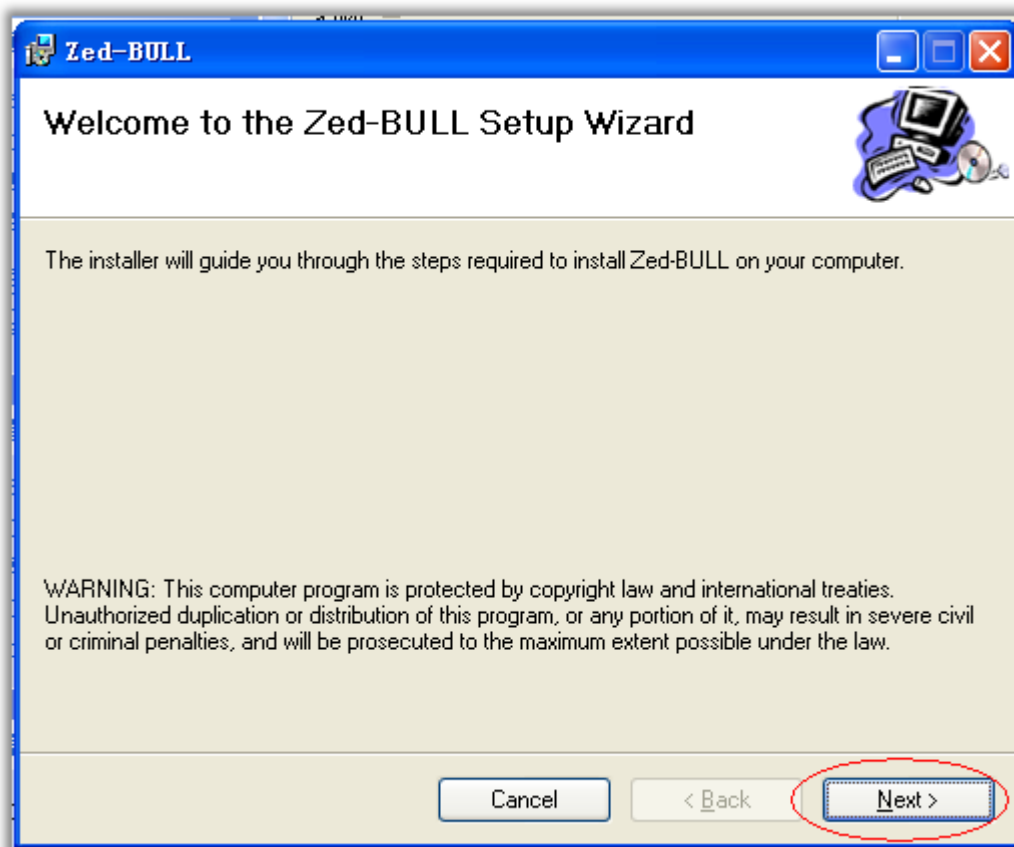 Zed-BULL
Welcome to the Zed-BULL Setup Wizard
The installer will guide you through the steps required to install Zed-BULL on your computer.
WARNING: This computer program is protected by copyright law and international treaties.
Unauthorized duplication or distribution of this program, or any portion of it, may result in severe civil
or criminal penalties, and will be prosecuted to the maximum extent possible under the law.
Cancel
< Back
Next >